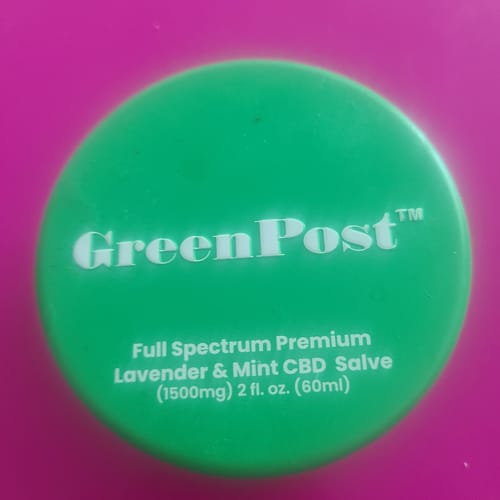 GreenPost™
Full Spectrum Premium
Lavender & Mint CBD Salve
(1500mg) 2 fl. oz. (60ml)